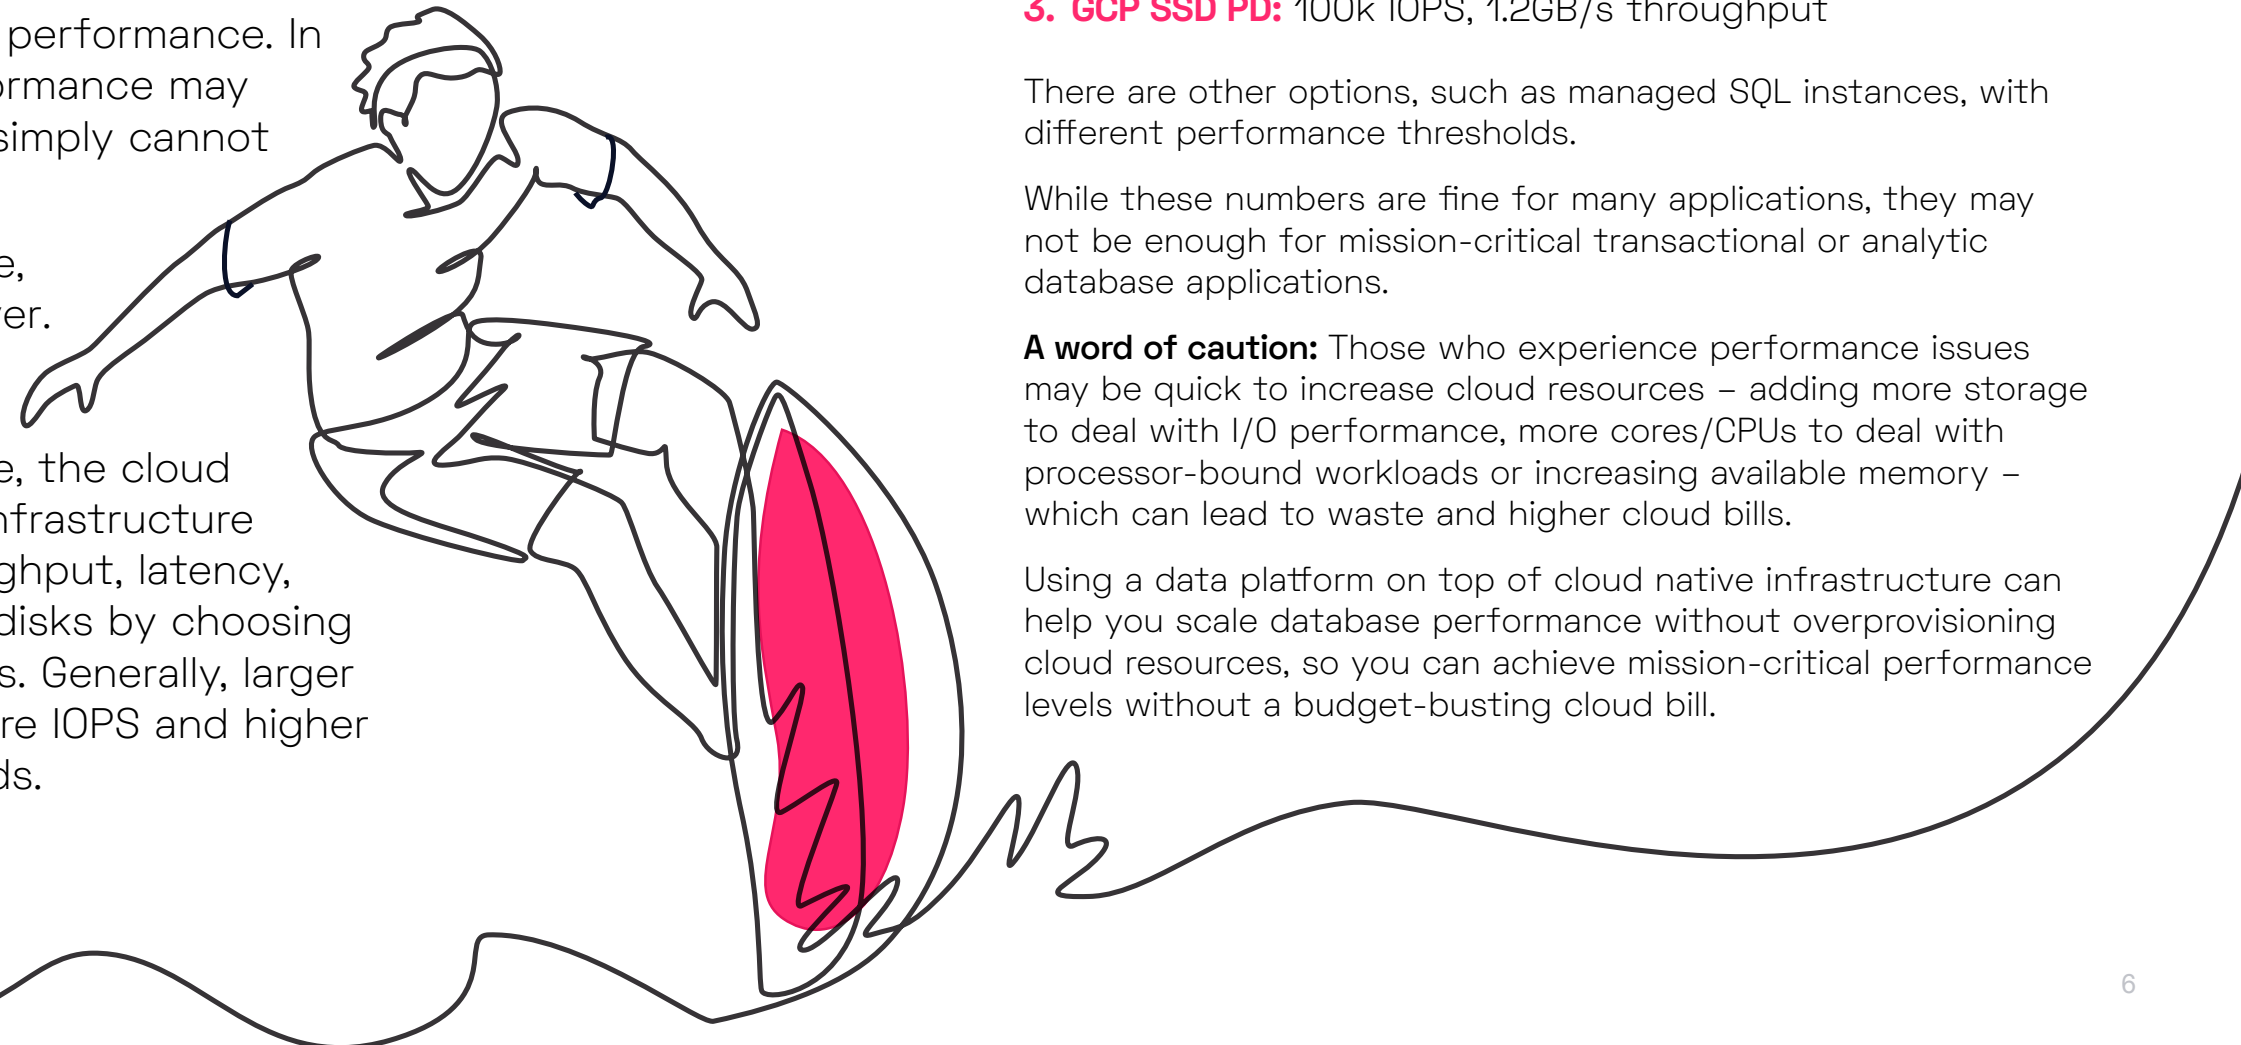 performance. In
ormance may
simply cannot
e,
er.
e, the cloud
nfrastructure
ghput, latency,
disks by choosing
s. Generally, larger
re IOPS and higher
ds.
3. GCP SSD PD: 100k IOPS, 1.2GB/s throughput
There are other options, such as managed SQL instances, with
different performance thresholds.
While these numbers are fine for many applications, they may
not be enough for mission-critical transactional or analytic
database applications.
A word of caution: Those who experience performance issues
may be quick to increase cloud resources – adding more storage
to deal with I/O performance, more cores/CPUs to deal with
processor-bound workloads or increasing available memory –
which can lead to waste and higher cloud bills.
Using a data platform on top of cloud native infrastructure can
help you scale database performance without overprovisioning
cloud resources, so you can achieve mission-critical performance
levels without a budget-busting cloud bill.
6